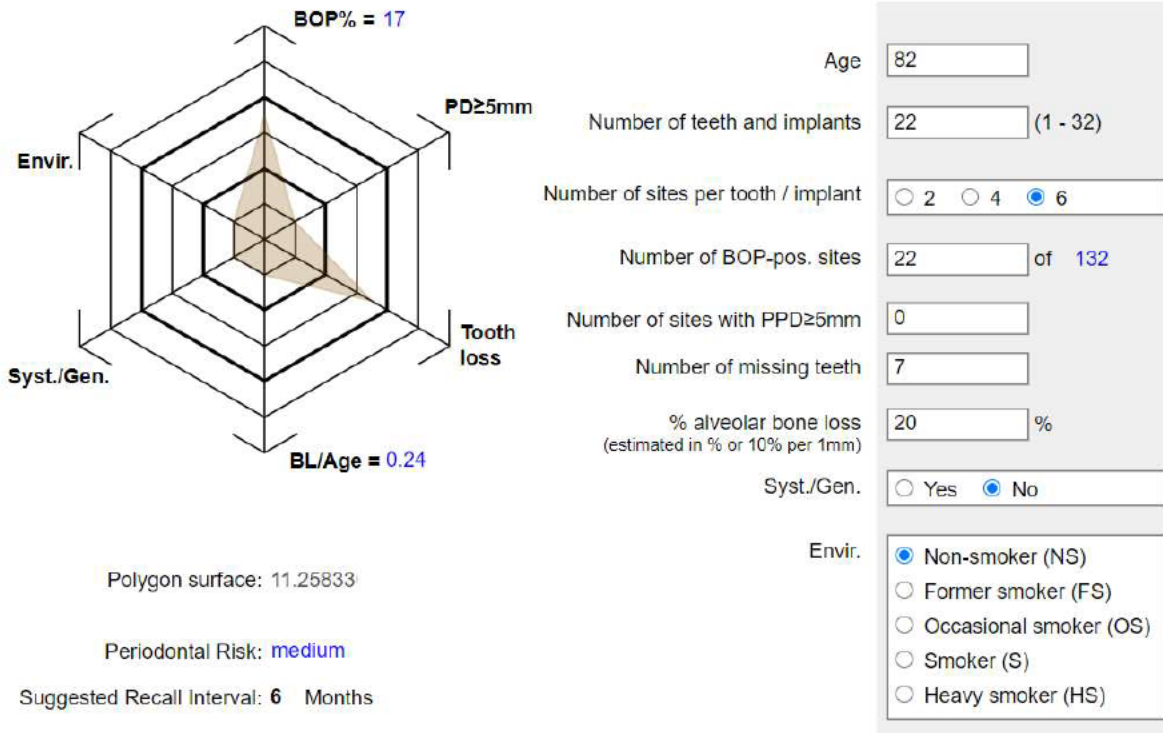 BOP% = 17
PD≥5mm
Envir.
Tooth
loss
Syst./Gen.
BL/Age = 0.24
Polygon surface: 11.25833
Periodontal Risk: medium
Suggested Recall Interval: 6 Months
Age 82
Number of teeth and implants 22 (1 - 32)
Number of sites per tooth / implant 2 4 6
Number of BOP-pos. sites 22 of 132
Number of sites with PPD≥5mm 0
Number of missing teeth 7
% alveolar bone loss 20 %
(estimated in % or 10% per 1mm)
Syst./Gen. Yes No
Envir. Non-smoker (NS)
Former smoker (FS)
Occasional smoker (OS)
Smoker (S)
Heavy smoker (HS)